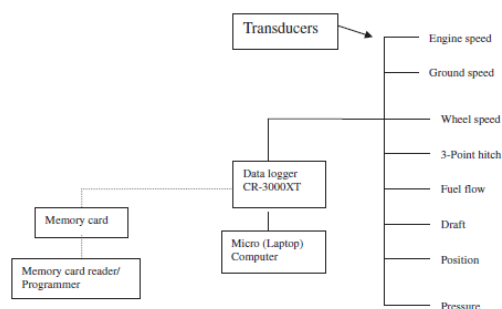 Transducers
Engine speed
Ground speed
Wheel speed
3-Point hitch
Data logger
CR-3000XT
Fuel flow
Memory card
Draft
Micro (Laptop)
Computer
Position
Memory card reader/
Programmer
Pressure